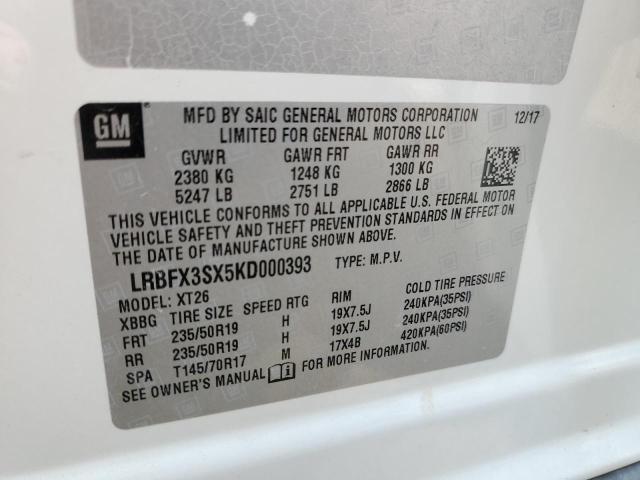 GM
MFD BY SAIC GENERAL MOTORS CORPORATION 12/17
LIMITED FOR GENERAL MOTORS LLC
GVWR GAWR FRT GAWR RR
2380 KG 1248 KG 1300 KG
5247 LB 2751 LB 2866 LB
THIS VEHICLE CONFORMS TO ALL APPLICABLE U.S. FEDERAL MOTOR
VEHICLE SAFETY AND THEFT PREVENTION STANDARDS IN EFFECT ON
THE DATE OF MANUFACTURE SHOWN ABOVE.
LRBFX3SX5KD000393 TYPE: M.P.V.
MODEL: XT26
XBBG TIRE SIZE SPEED RTG RIM COLD TIRE PRESSURE
FRT 235/50R19 H 19X7.5J 240KPA(35PSI)
RR 235/50R19 H 19X7.5J 240KPA(35PSI)
SPA T145/70R17 M 17X4B 420KPA(60PSI)
SEE OWNER'S MANUAL FOR MORE INFORMATION.